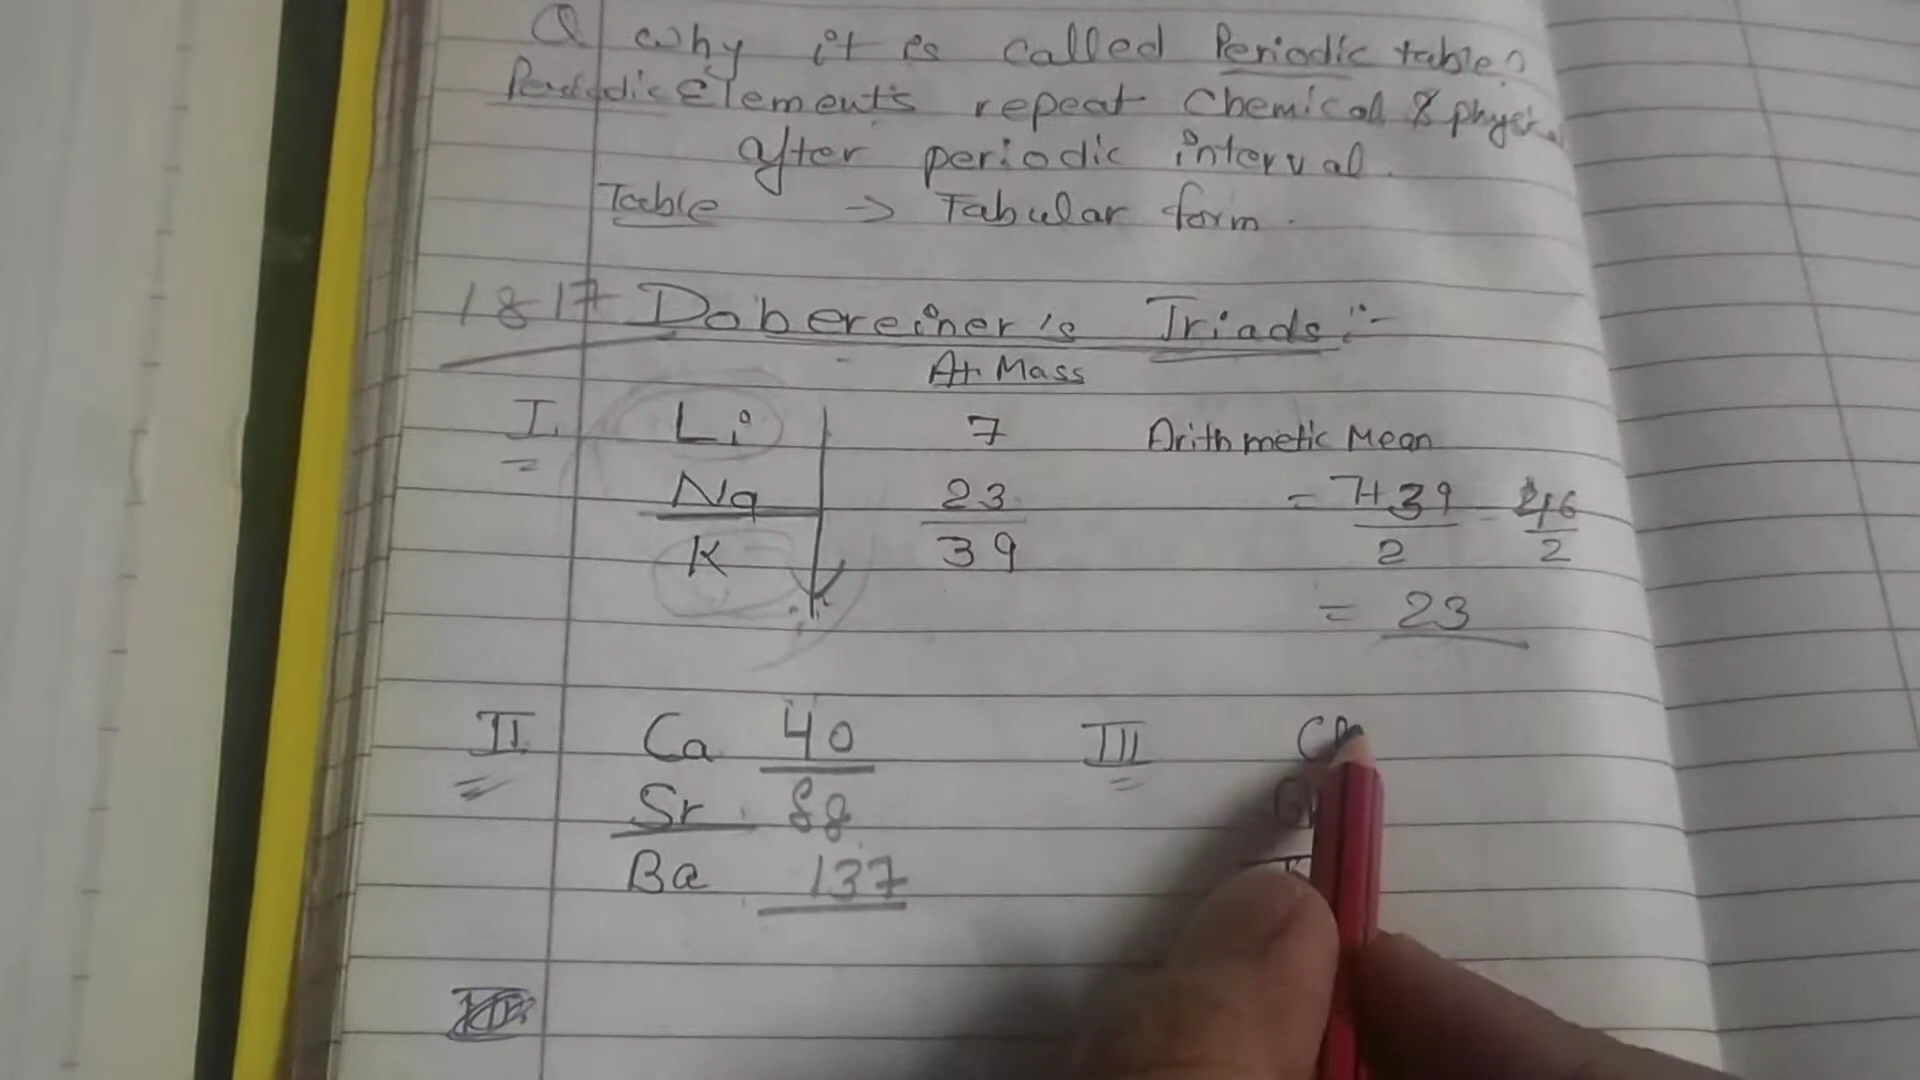 Q Why it is called Periodic table?
Periodic Elements repeat Chemical & physical
after periodic interval.
Table → Tabular form.
1817 Dobereiner's Triads :-
At. Mass
I. Li 7 Arithmetic Mean
Na 23 = 7+39/2 = 46/2
K 39
= 23
II Ca 40 III Cl
Sr. 88
Ba 137